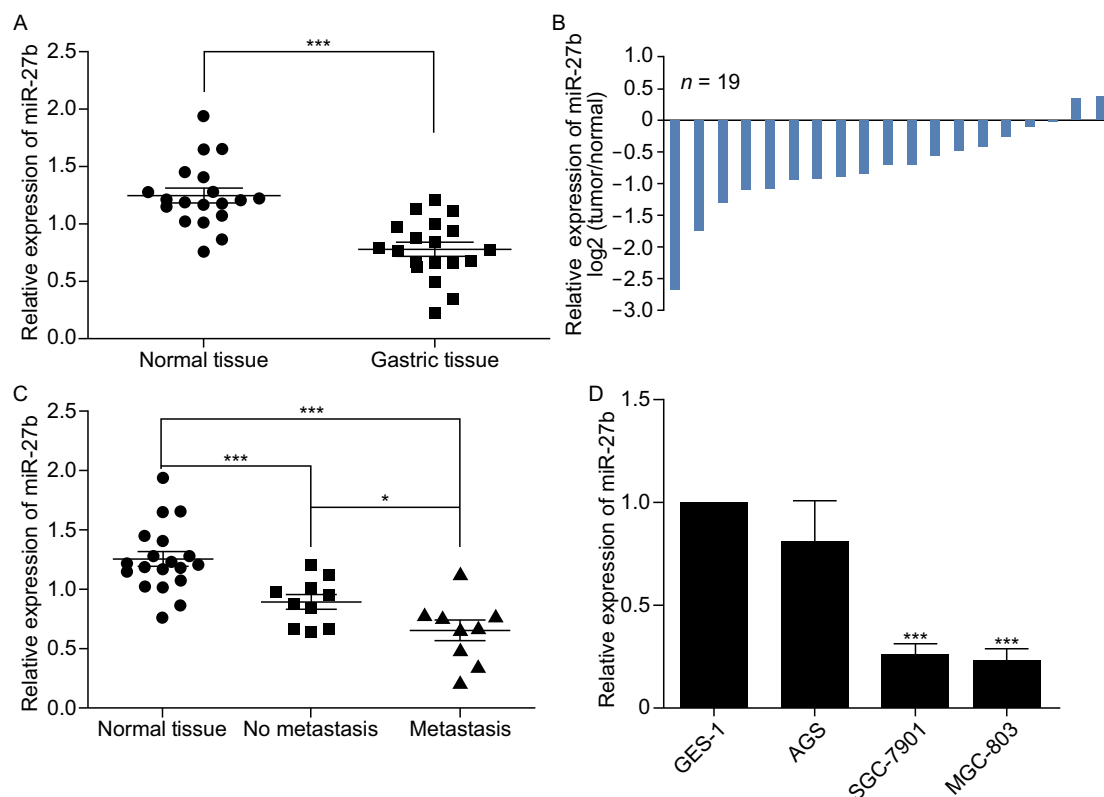 A
Relative expression of miR-27b
2.5
2.0
1.5
1.0
0.5
0.0
***
Normal tissue
Gastric tissue
B
Relative expression of miR-27b
log2 (tumor/normal)
1.0
0.5
0
−0.5
−1.0
−1.5
−2.0
−2.5
−3.0
n = 19
C
Relative expression of miR-27b
2.5
2.0
1.5
1.0
0.5
0.0
***
***
*
Normal tissue
No metastasis
Metastasis
D
Relative expression of miR-27b
1.5
1.0
0.5
0
***
***
GES-1
AGS
SGC-7901
MGC-803